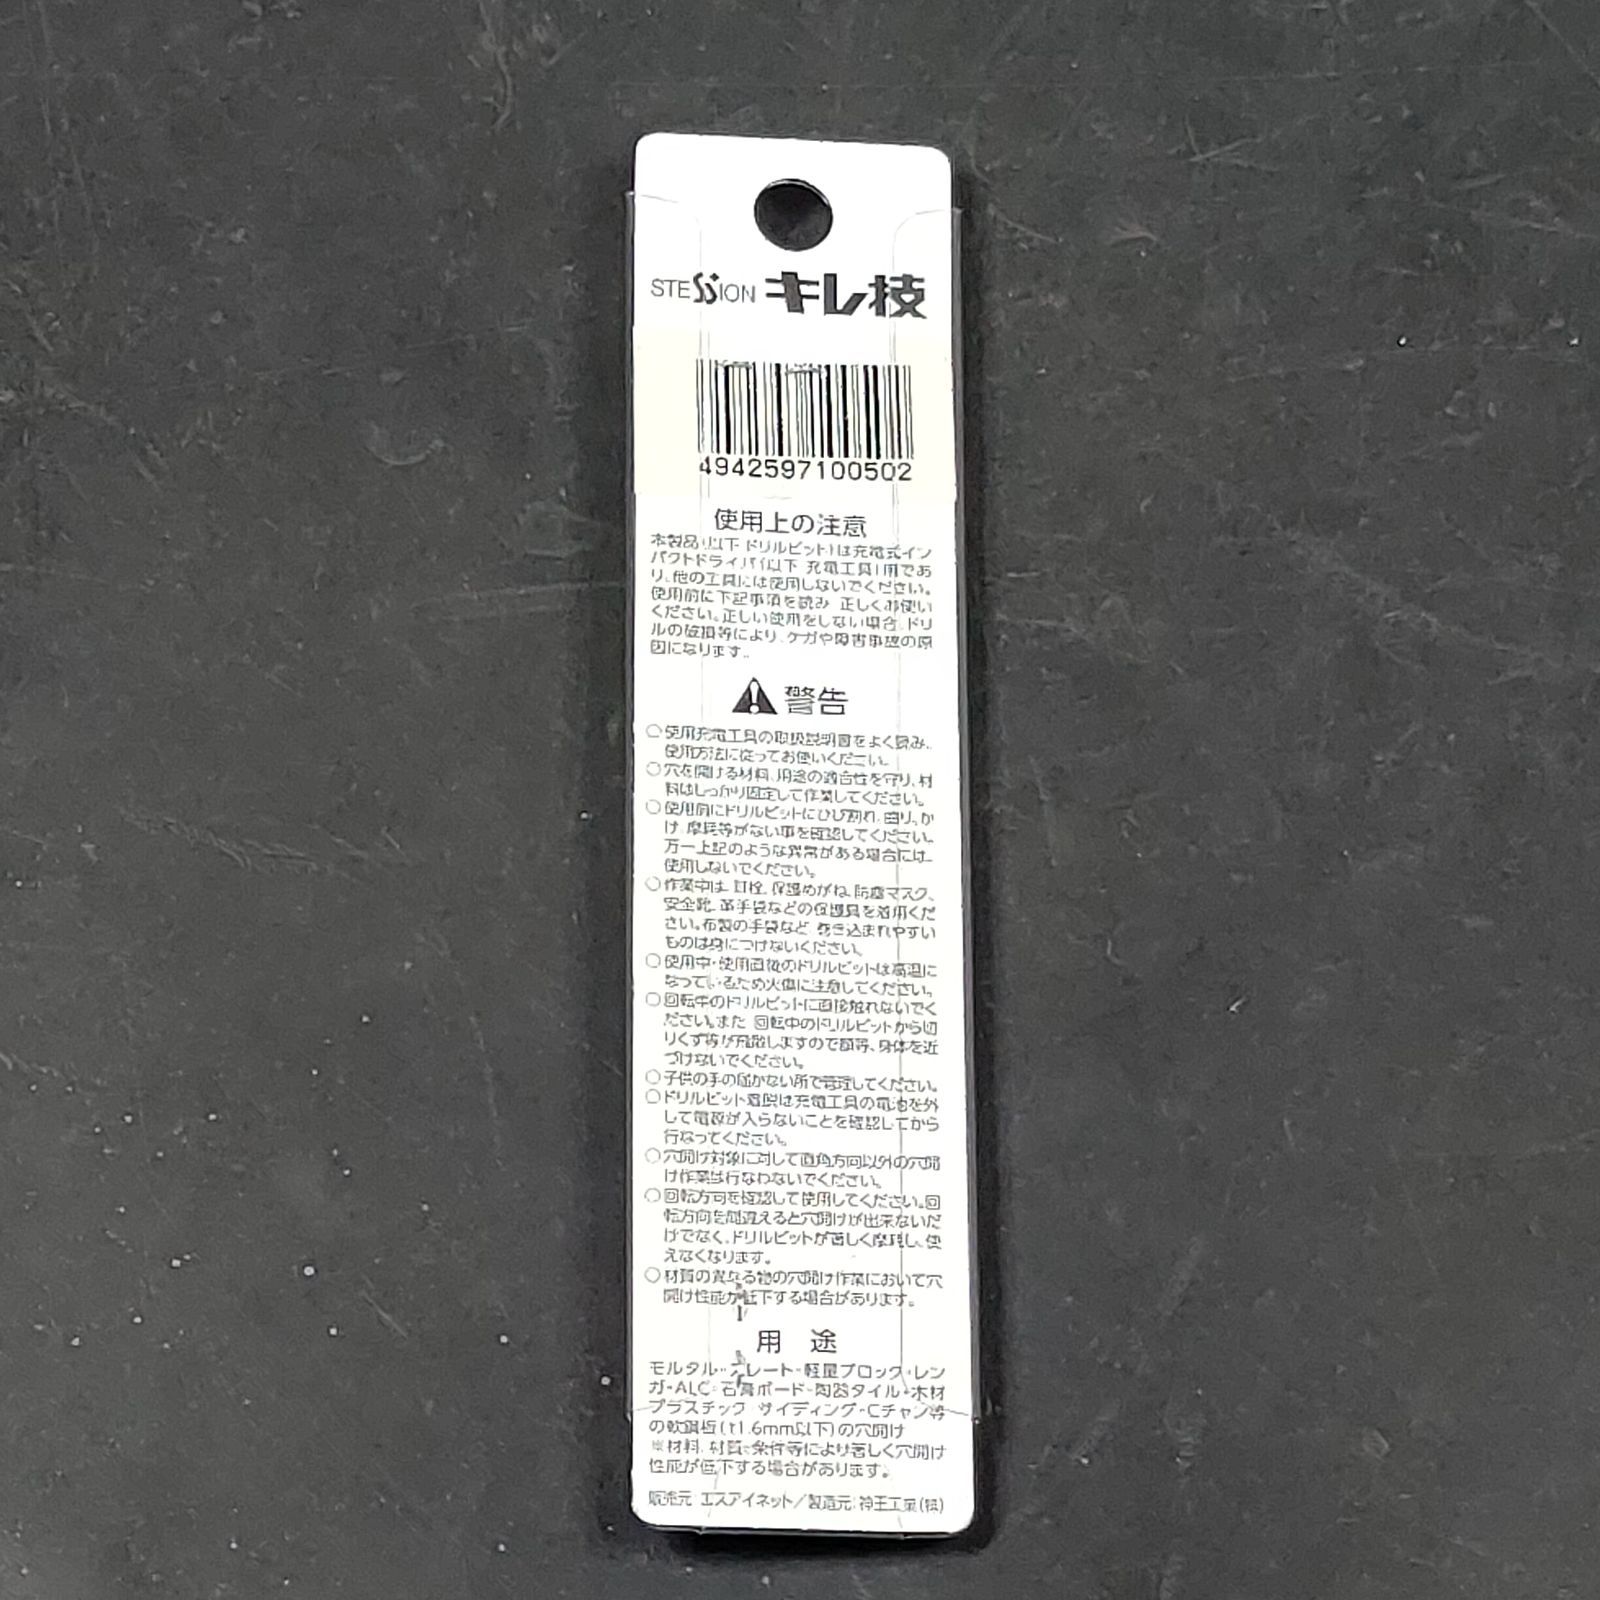 STESSION キレ技
4942597100502
使用上の注意
本製品(以下ドリルビット)は充電式イン
パクトドライバ(以下 充電工具)用であ
り、他の工具には使用しないでください。
使用前に下記事項を読み 正しくお使い
ください。正しい使用をしない場合、ドリ
ルの破損等により、ケガや障害事故の原
因になります。
警告
○使用充電工具の取扱説明書をよく読み、
使用方法に従ってお使いください。
○穴を開ける材料、用途の適合性を守り、材
料はしっかり固定して作業してください。
○使用前にドリルビットにひび割れ、曲り、か
け、摩耗等がない事を確認してください。
万一上記のような異常がある場合には、
使用しないでください。
○作業中は、耳栓、保護めがね、防塵マスク、
安全靴、革手袋などの保護具を着用くだ
さい。布製の手袋など 巻き込まれやすい
ものは身につけないください。
○使用中・使用直後のドリルビットは高温に
なっているため火傷に注意してください。
○回転中のドリルビットに直接触れないでく
ださい。また 回転中のドリルビットから切
りくず等が飛散しますので顔等、身体を近
づけないでください。
○子供の手の届かない所で管理してください。
○ドリルビット着脱は充電工具の電池を外
して電源が入らないことを確認してから
行なってください。
○穴開け対象に対して直角方向以外の穴開
け作業は行なわないでください。
○回転方向を確認して使用してください。回
転方向を間違えると穴開けが出来ないだ
けでなく、ドリルビットが著しく摩耗し、使
えなくなります。
○材質の異なる物の穴開け作業において穴
開け性能が低下する場合があります。
用 途
モルタル・スレート・軽量ブロック・レン
ガ・ALC・石膏ボード・陶器タイル・木材
プラスチック・サイディング・Cチャン等
の軟鋼板(t1.6mm以下)の穴開け
※材料、材質・条件等により著しく穴開け
性能が低下する場合があります。
販売元:エスアイネット/製造元:神王工業(株)